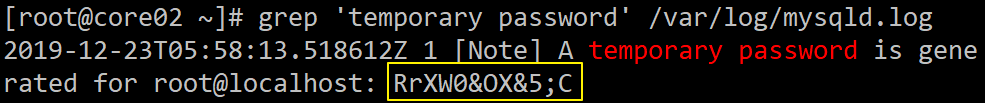 [root@core02 ~]# grep 'temporary password' /var/log/mysqld.log
2019-12-23T05:58:13.518612Z 1 [Note] A temporary password is gene
rated for root@localhost: RrXW0&OX&5;C